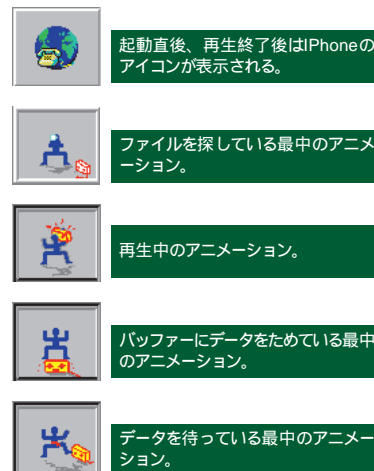 起動直後、再生終了後はIPhoneの
アイコンが表示される。
ファイルを探している最中のアニメ
ーション。
再生中のアニメーション。
バッファーにデータをためている最中
のアニメーション。
データを待っている最中のアニメー
ション。